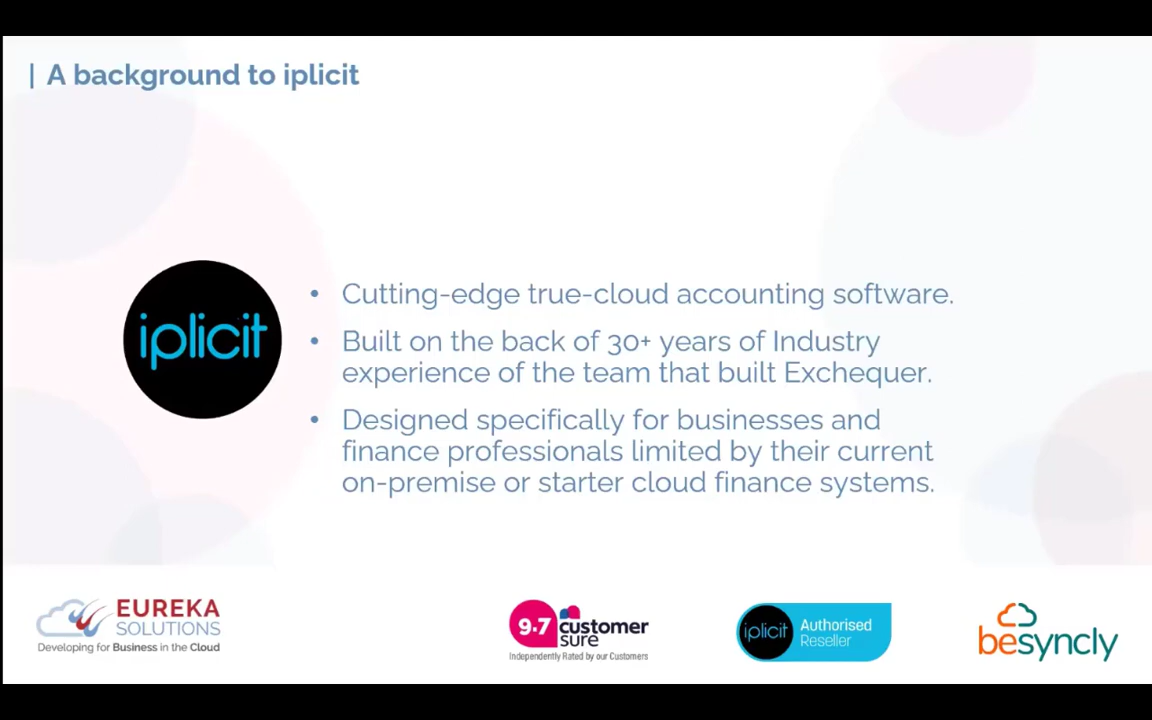 | A background to iplicit
iplicit
• Cutting-edge true-cloud accounting software.
• Built on the back of 30+ years of Industry
experience of the team that built Exchequer.
• Designed specifically for businesses and
finance professionals limited by their current
on-premise or starter cloud finance systems.
EUREKA
SOLUTIONS
Developing for Business in the Cloud
9.7 customer
sure
Independently Rated by our Customers
iplicit Authorised
Reseller
besyncly